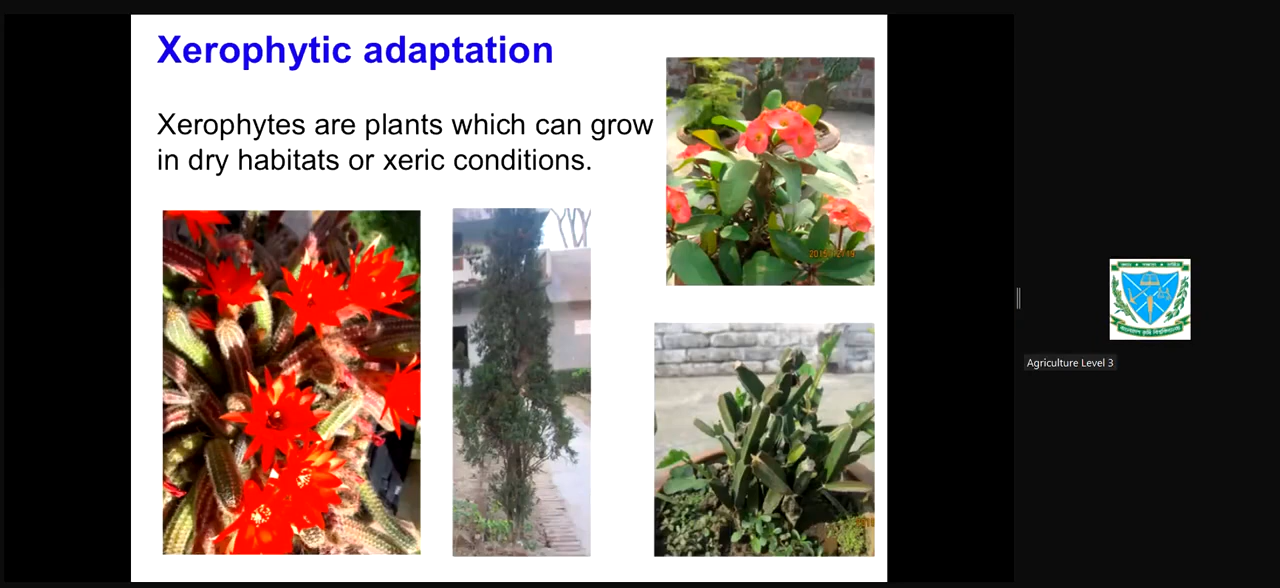 Xerophytic adaptation
Xerophytes are plants which can grow
in dry habitats or xeric conditions.
Agriculture Level 3